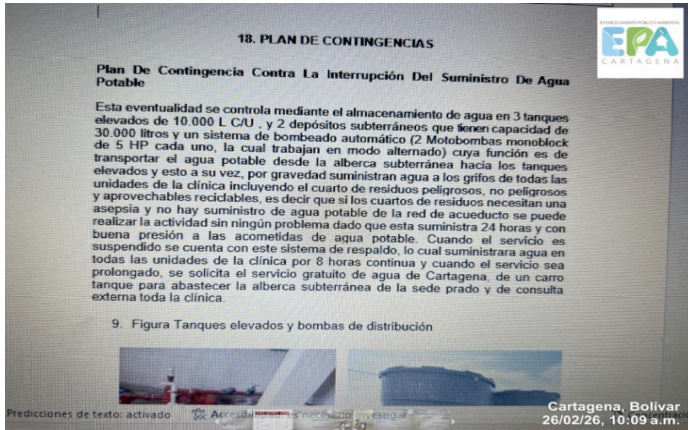 ESTABLECIMIENTO PÚBLICO AMBIENTAL
EPA
CARTAGENA
18. PLAN DE CONTINGENCIAS
Plan De Contingencia Contra La Interrupción Del Suministro De Agua
Potable
Esta eventualidad se controla mediante el almacenamiento de agua en 3 tanques
elevados de 10.000 L C/U , y 2 depósitos subterráneos que tienen capacidad de
30.000 litros y un sistema de bombeado automático (2 Motobombas monoblock
de 5 HP cada uno, la cual trabajan en modo alternado) cuya función es de
transportar el agua potable desde la alberca subterránea hacia los tanques
elevados y esto a su vez, por gravedad suministran agua a los grifos de todas las
unidades de la clínica incluyendo el cuarto de residuos peligrosos, no peligrosos
y aprovechables reciclables, es decir que si los cuartos de residuos necesitan una
asepsia y no hay suministro de agua potable de la red de acueducto se puede
realizar la actividad sin ningún problema dado que esta suministra 24 horas y con
buena presión a las acometidas de agua potable. Cuando el servicio es
suspendido se cuenta con este sistema de respaldo, lo cual suministrara agua en
todas las unidades de la clínica por 8 horas continua y cuando el servicio sea
prolongado, se solicita el servicio gratuito de agua de Cartagena, de un carro
tanque para abastecer la alberca subterránea de la sede prado y de consulta
externa toda la clínica.
9. Figura Tanques elevados y bombas de distribución
Predicciones de texto: activado
Accesibilidad: es necesario investigar
Cartagena, Bolívar
26/02/26, 10:09 a.m.